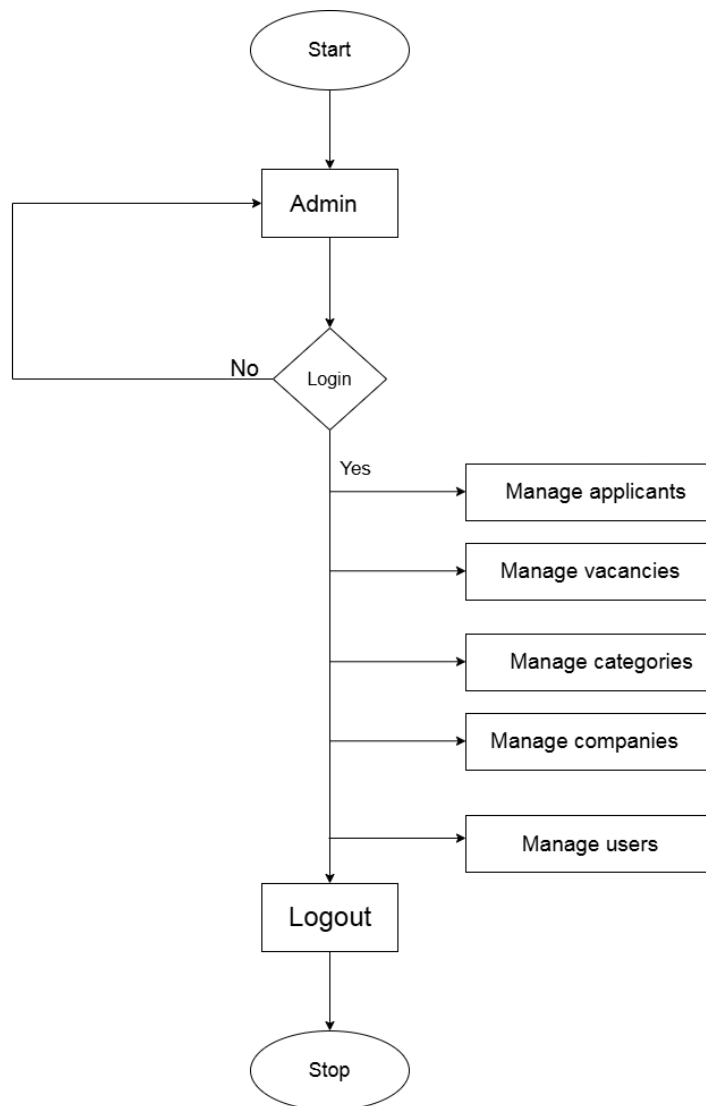 Start
Admin
No
Login
Yes
Manage applicants
Manage vacancies
Manage categories
Manage companies
Manage users
Logout
Stop